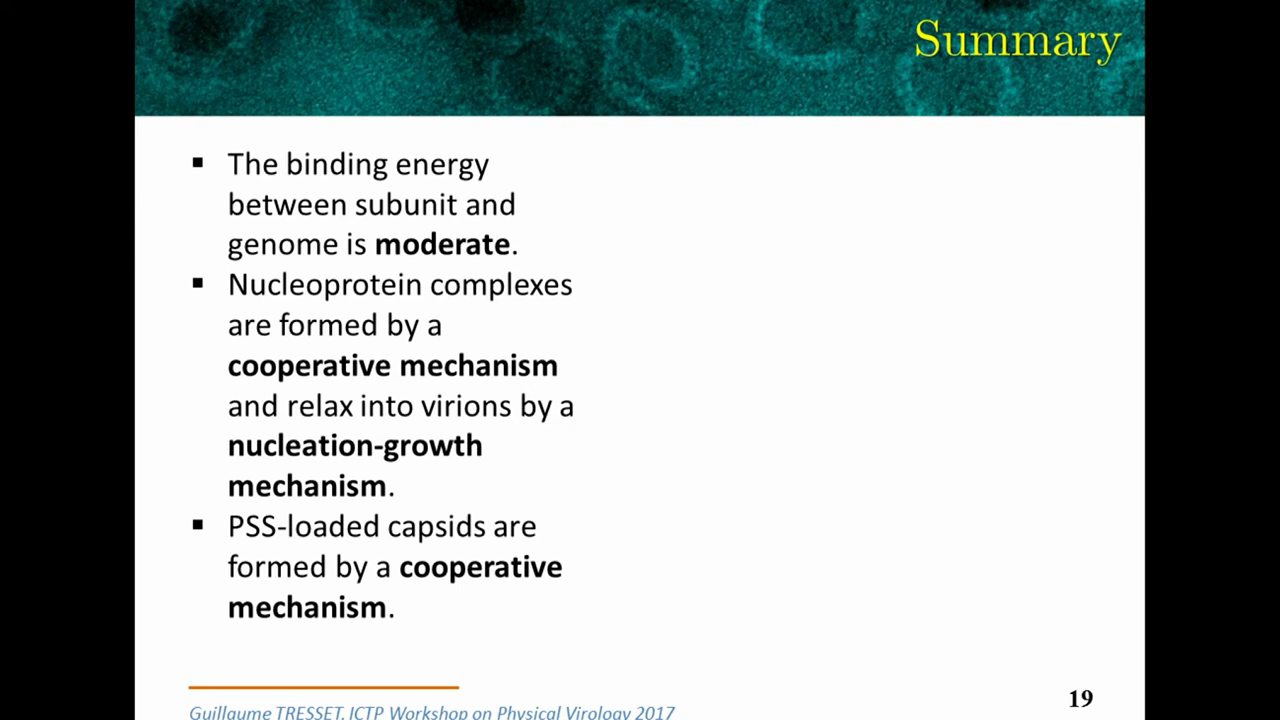 Summary
▪ The binding energy
between subunit and
genome is moderate.
▪ Nucleoprotein complexes
are formed by a
cooperative mechanism
and relax into virions by a
nucleation-growth
mechanism.
▪ PSS-loaded capsids are
formed by a cooperative
mechanism.
Guillaume TRESSET, ICTP Workshop on Physical Virology 2017
19